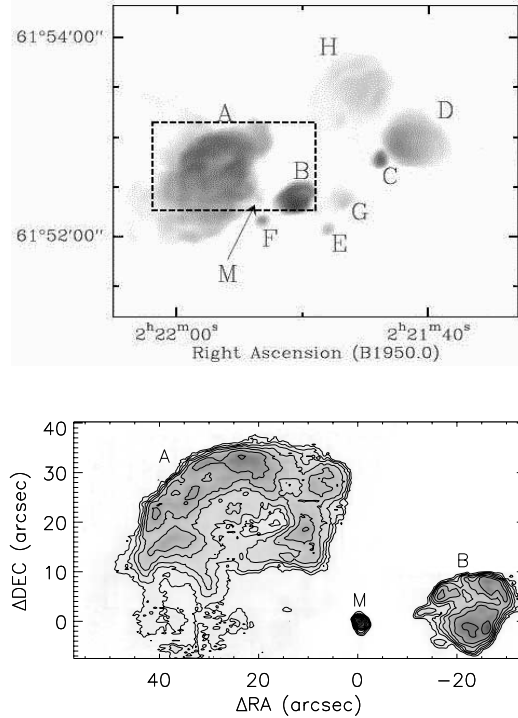 61°54'00"
H
A
D
B
C
G
61°52'00"
F
E
M
2ʰ22ᵐ00ˢ
2ʰ21ᵐ40ˢ
Right Ascension (B1950.0)
40
A
30
ΔDEC (arcsec)
20
10
B
M
0
40
20
0
-20
ΔRA (arcsec)